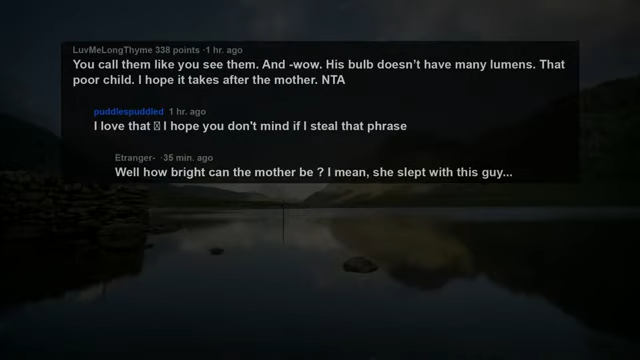 LuvMeLongThyme 338 points ·1 hr. ago
You call them like you see them. And -wow. His bulb doesn't have many lumens. That
poor child. I hope it takes after the mother. NTA
puddlespuddled 1 hr. ago
I love that ☒ I hope you don't mind if I steal that phrase
Etranger- ·35 min. ago
Well how bright can the mother be ? I mean, she slept with this guy...